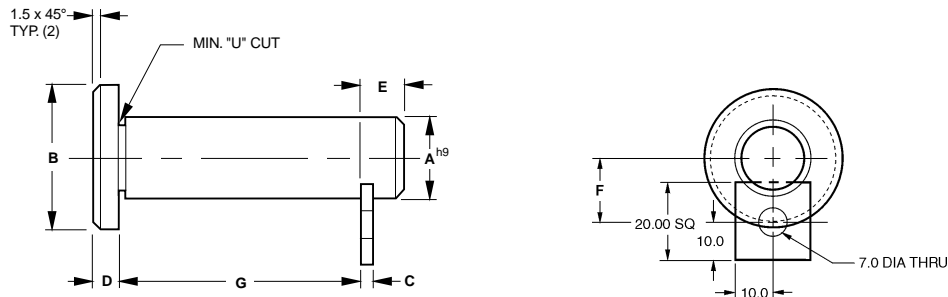 1.5 x 45°
TYP. (2)
MIN. "U" CUT
E
B
A h9
F
20.00 SQ
10.0
7.0 DIA THRU
D
G
C
10.0